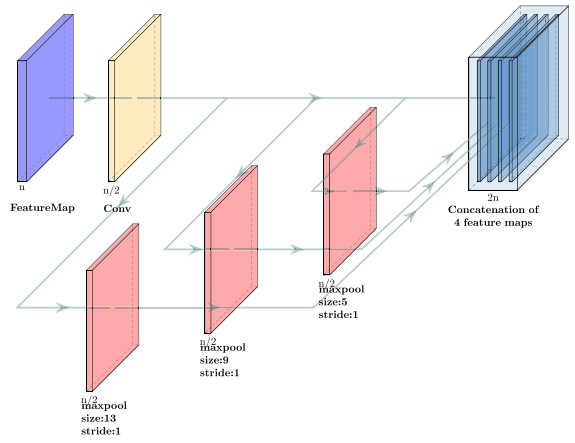 n
FeatureMap
n/2
Conv
2n
Concatenation of
4 feature maps
n/2
maxpool
size:5
stride:1
n/2
maxpool
size:9
stride:1
n/2
maxpool
size:13
stride:1